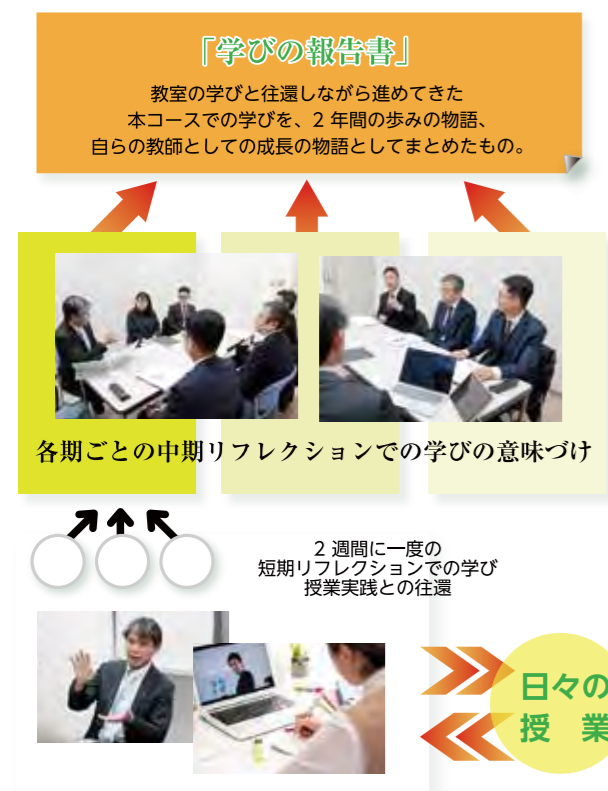 「学びの報告書」
教室の学びと往還しながら進めてきた
本コースでの学びを、2 年間の歩みの物語、
自らの教師としての成長の物語としてまとめたもの。
各期ごとの中期リフレクションでの学びの意味づけ
2 週間に一度の
短期リフレクションでの学び
授業実践との往還
日々の
授 業